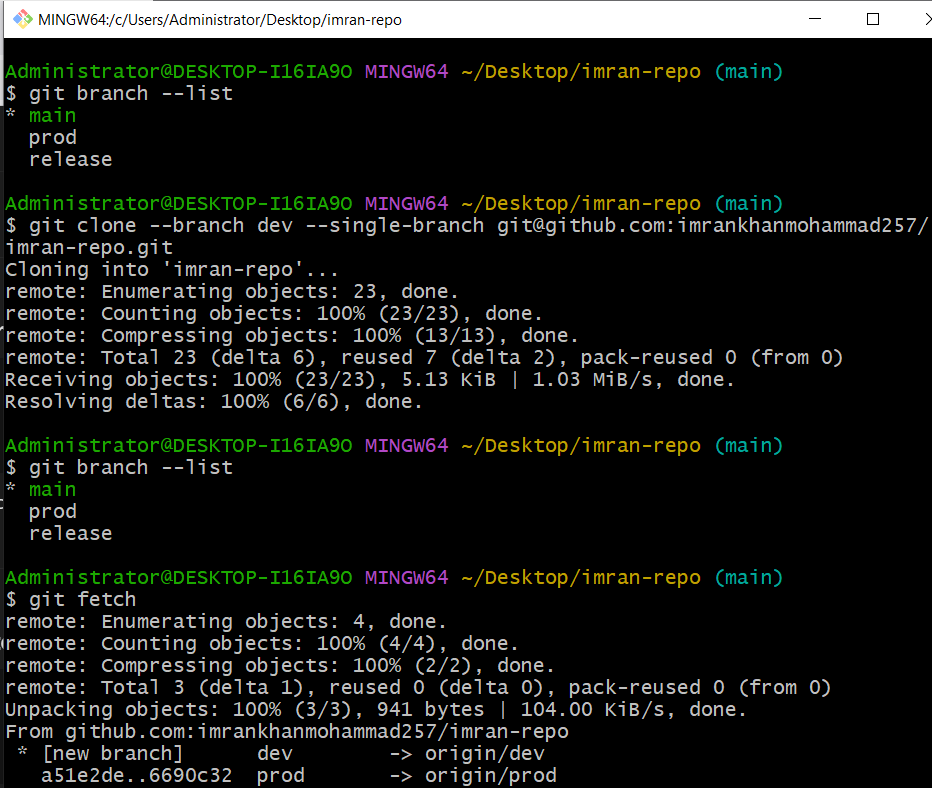 MINGW64:/c/Users/Administrator/Desktop/imran-repo
Administrator@DESKTOP-I16IA9O MINGW64 ~/Desktop/imran-repo (main)
$ git branch --list
* main
  prod
  release
Administrator@DESKTOP-I16IA9O MINGW64 ~/Desktop/imran-repo (main)
$ git clone --branch dev --single-branch git@github.com:imrankhanmohammad257/
imran-repo.git
Cloning into 'imran-repo'...
remote: Enumerating objects: 23, done.
remote: Counting objects: 100% (23/23), done.
remote: Compressing objects: 100% (13/13), done.
remote: Total 23 (delta 6), reused 7 (delta 2), pack-reused 0 (from 0)
Receiving objects: 100% (23/23), 5.13 KiB | 1.03 MiB/s, done.
Resolving deltas: 100% (6/6), done.
Administrator@DESKTOP-I16IA9O MINGW64 ~/Desktop/imran-repo (main)
$ git branch --list
* main
  prod
  release
Administrator@DESKTOP-I16IA9O MINGW64 ~/Desktop/imran-repo (main)
$ git fetch
remote: Enumerating objects: 4, done.
remote: Counting objects: 100% (4/4), done.
remote: Compressing objects: 100% (2/2), done.
remote: Total 3 (delta 1), reused 0 (delta 0), pack-reused 0 (from 0)
Unpacking objects: 100% (3/3), 941 bytes | 104.00 KiB/s, done.
From github.com:imrankhanmohammad257/imran-repo
 * [new branch]      dev        -> origin/dev
   a51e2de..6690c32  prod       -> origin/prod